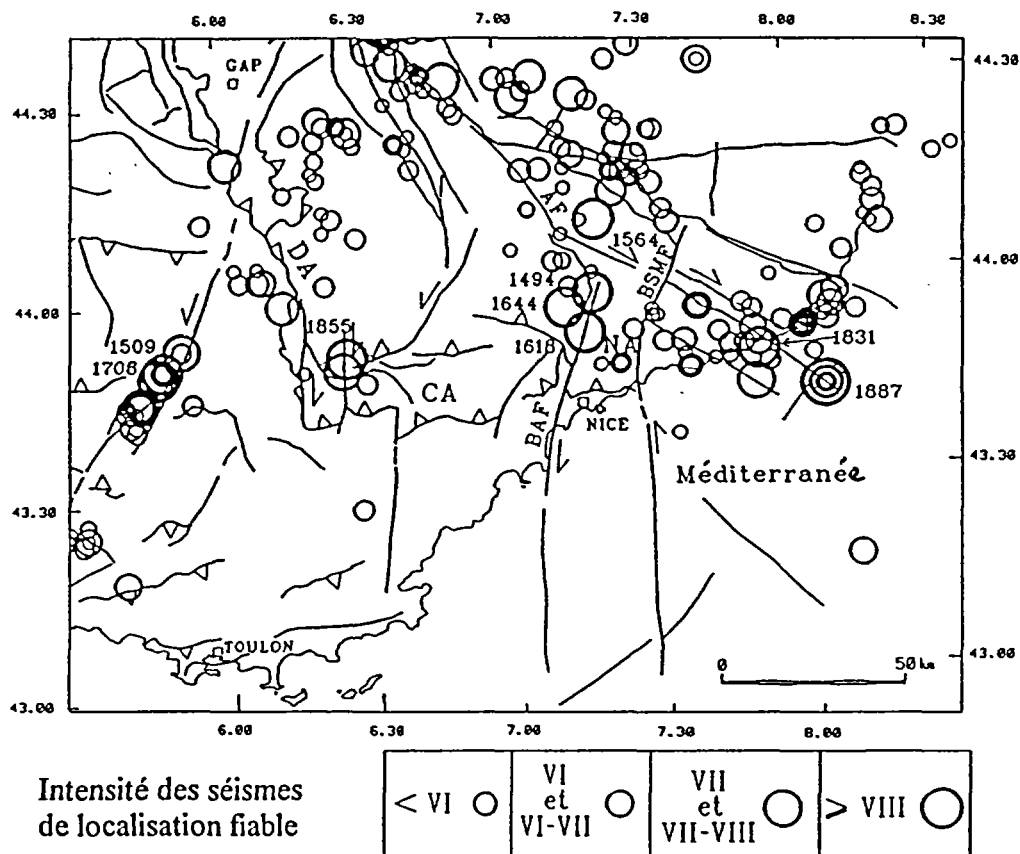 6.00 6.30 7.00 7.30 8.00 8.30
GAP
44.30
44.30
AF
1564
DA
BSMF
1494
44.00
44.00
1644
1855
1509
1618
NA
1831
1708
CA
1887
NICE
BAF
43.30
Méditerranée
43.30
TOULON
0 50 km
43.00
43.00
6.00 6.30 7.00 7.30 8.00
Intensité des séismes
de localisation fiable
< VI
VI
et
VI-VII
VII
et
VII-VIII
> VIII